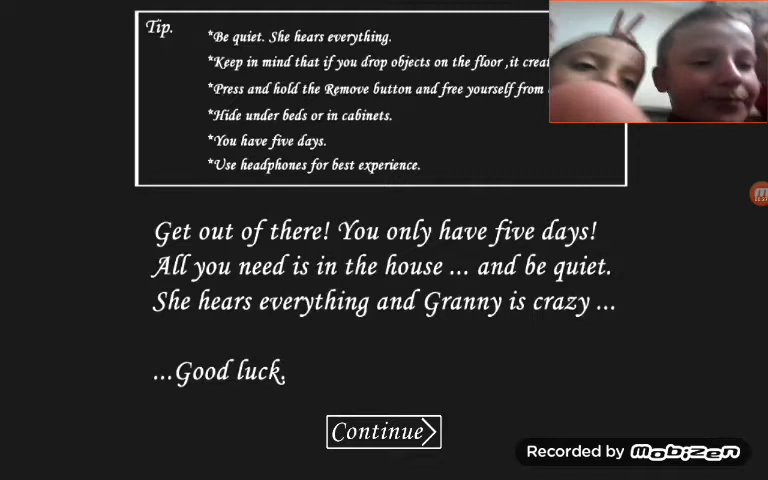 Tip.
*Be quiet. She hears everything.
*Keep in mind that if you drop objects on the floor ,it
*Press and hold the Remove button and free yourself from
*Hide under beds or in cabinets.
*You have five days.
*Use headphones for best experience.
Get out of there! You only have five days!
All you need is in the house ... and be quiet.
She hears everything and Granny is crazy ...
...Good luck.
Continue
Recorded by mobizen